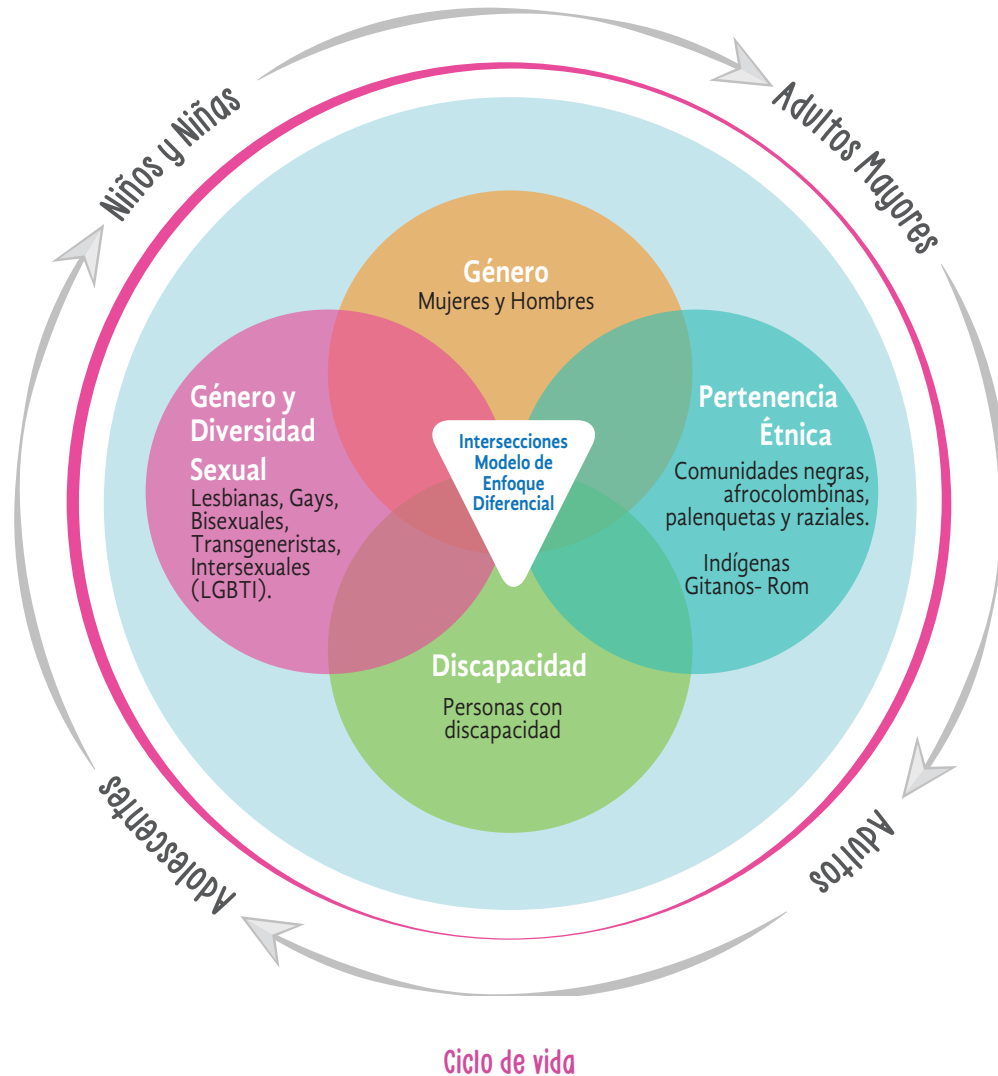 Niños y Niñas
Adultos Mayores
Género
Mujeres y Hombres
Género y
Diversidad
Sexual
Lesbianas, Gays,
Bisexuales,
Transgeneristas,
Intersexuales
(LGBTI).
Intersecciones
Modelo de
Enfoque
Diferencial
Pertenencia
Étnica
Comunidades negras,
afrocolombinas,
palenquetas y raziales.
Indígenas
Gitanos- Rom
Discapacidad
Personas con
discapacidad
Adolescentes
Adultos
Ciclo de vida